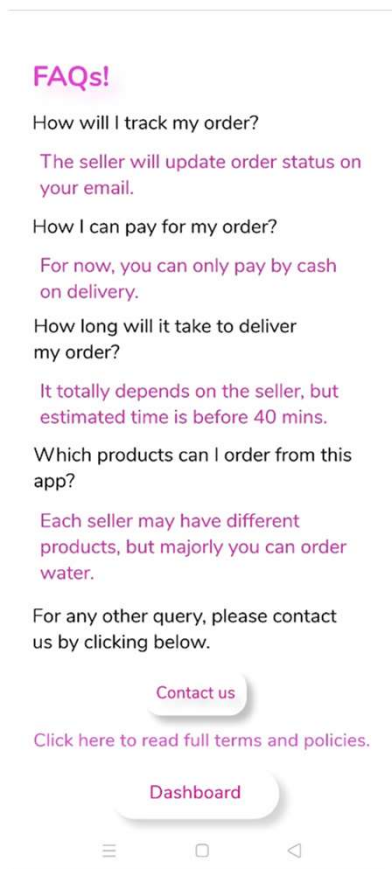 FAQs!
How will I track my order?
The seller will update order status on
your email.
How I can pay for my order?
For now, you can only pay by cash
on delivery.
How long will it take to deliver
my order?
It totally depends on the seller, but
estimated time is before 40 mins.
Which products can I order from this
app?
Each seller may have different
products, but majorly you can order
water.
For any other query, please contact
us by clicking below.
Contact us
Click here to read full terms and policies.
Dashboard